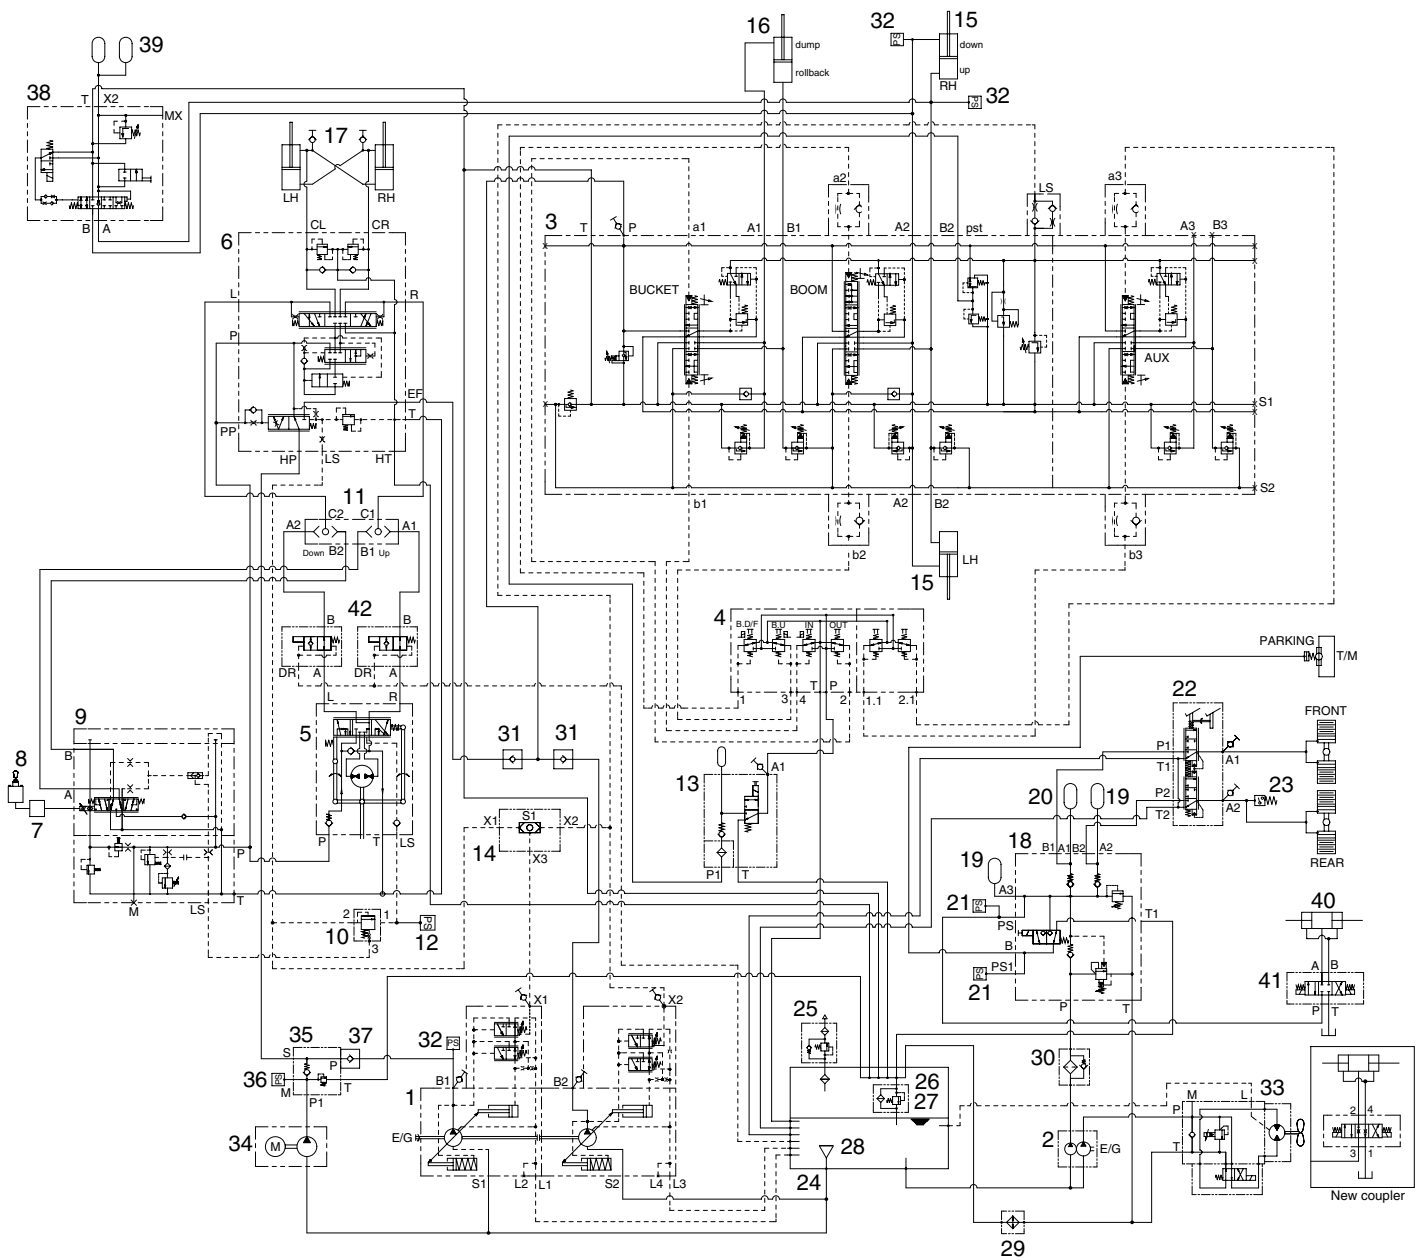 39
38
T X2
MX
B A
17
LH RH
CL CR
6
L R
P
EF
T
PP
HP LS HT
11
A2 C2 C1 A1
Down B2 B1 Up
42
B B
DR A DR A
L R
5
P T LS
9
B
A
8
7
P
T
M LS
2 1
10
3
12
PS
16
dump
rollback
32
PS
15
down
up
RH
PS
32
3
T P a1 A1 B1 a2 A2 B2 pst LS a3 A3 B3
BUCKET
BOOM
AUX
S1
S2
b1 b2 A2 B2 b3
LH
15
4
B.D/F B.U IN OUT
T P
1 3 4 2 1.1 2.1
31 31
13
A1
P1 T
14
X1 S1 X2
X3
PARKING
T/M
22
FRONT
P1
T1 A1
P2
T2 A2
23
REAR
20 19
18
B1 A1 B2 A2
19
A3
21
PS
PS
T1
B
PS1
PS
21
P T
40
A B
41
P T
35 37
S
P
36
PS
M T
P1
34
M
32
PS
X1 X2
1
B1 B2
E/G
S1 L2 L1 S2 L4 L3
25
26
27
28
24
30
2
E/G
29
33
M L
P
T
2 4
3 1
New coupler